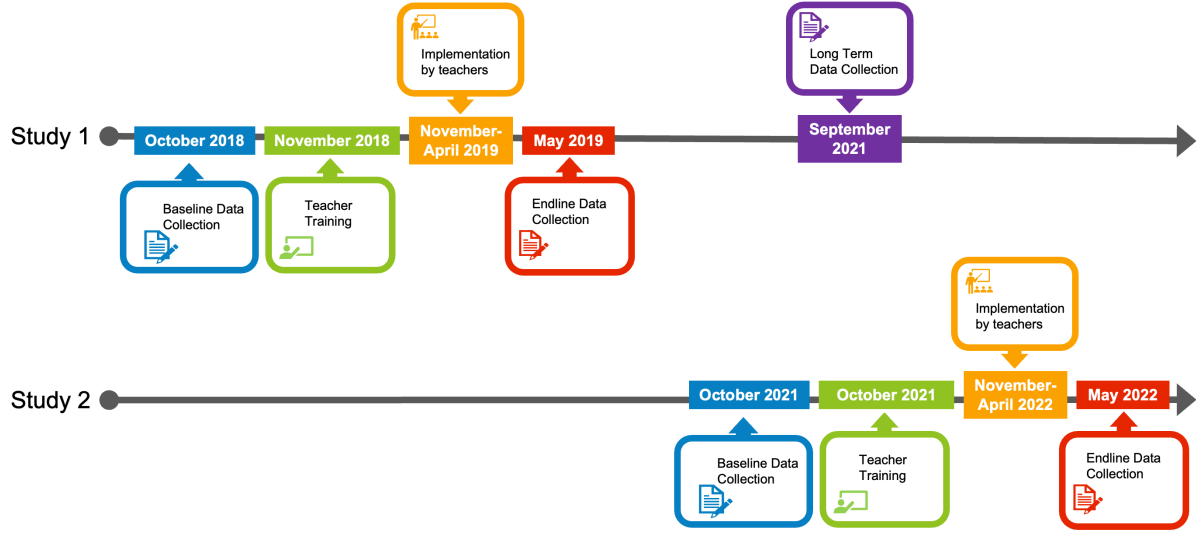 Implementation
by teachers
Long Term
Data Collection
Study 1
October 2018
November 2018
November-
April 2019
May 2019
September
2021
Baseline Data
Collection
Teacher
Training
Endline Data
Collection
Implementation
by teachers
Study 2
October 2021
October 2021
November-
April 2022
May 2022
Baseline Data
Collection
Teacher
Training
Endline Data
Collection